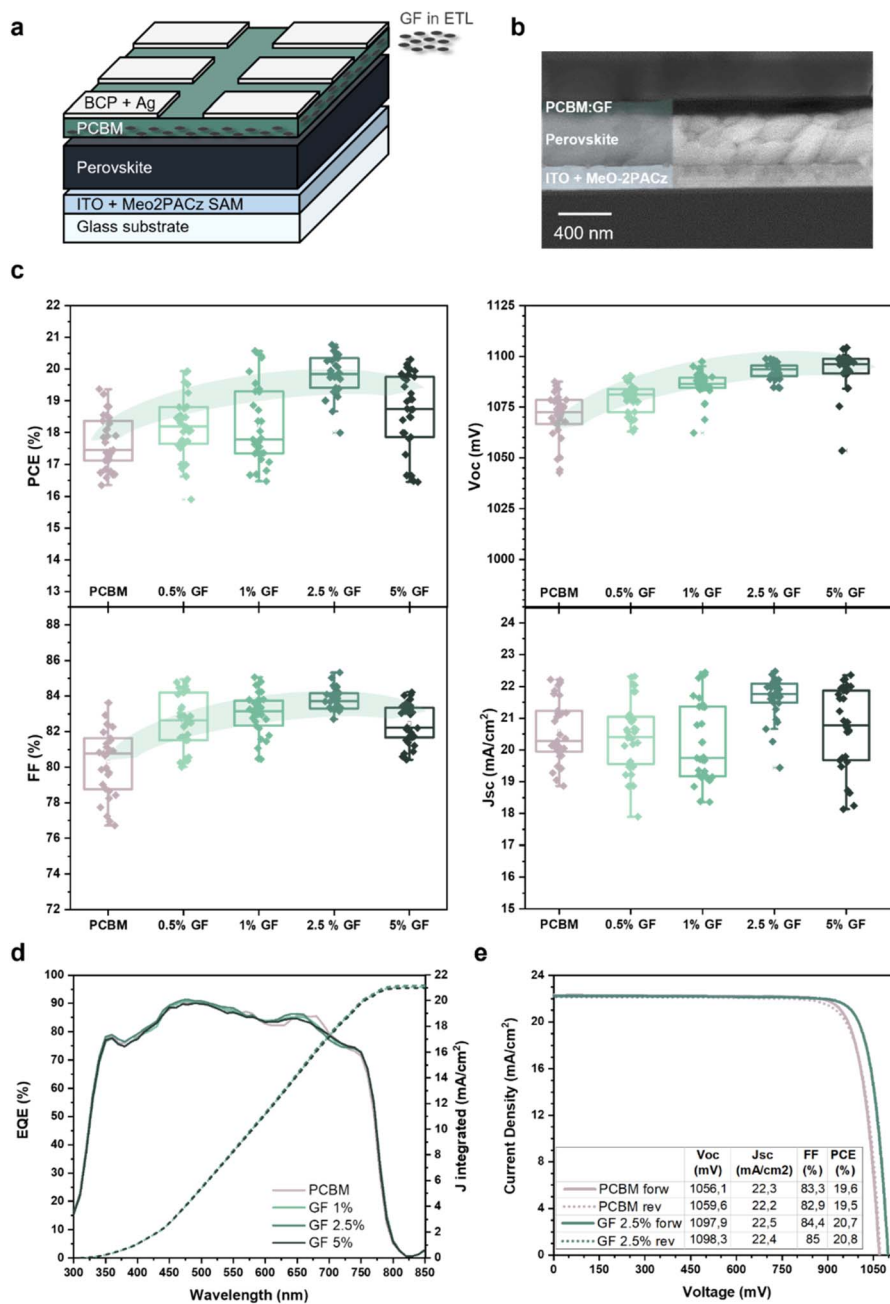 a
GF in ETL
BCP + Ag
PCBM
Perovskite
ITO + Meo2PACz SAM
Glass substrate
b
PCBM:GF
Perovskite
ITO + MeO-2PACz
400 nm
c
22
21
20
19
18
17
16
15
14
13
PCE (%)
PCBM
0.5% GF
1% GF
2.5 % GF
5% GF
1125
1100
1075
1050
1025
1000
Voc (mV)
PCBM
0.5% GF
1% GF
2.5 % GF
5% GF
88
86
84
82
80
78
76
74
72
FF (%)
PCBM
0.5% GF
1% GF
2.5 % GF
5% GF
24
23
22
21
20
19
18
17
16
15
Jsc (mA/cm²)
PCBM
0.5% GF
1% GF
2.5 % GF
5% GF
d
100
90
80
70
60
50
40
30
20
10
0
EQE (%)
22
20
18
16
14
12
10
8
6
4
2
0
J integrated (mA/cm²)
PCBM
GF 1%
GF 2.5%
GF 5%
300 350 400 450 500 550 600 650 700 750 800 850
Wavelength (nm)
e
24
20
16
12
8
4
0
Current Density (mA/cm²)
Voc (mV) Jsc (mA/cm2) FF (%) PCE (%)
PCBM forw 1056,1 22,3 83,3 19,6
PCBM rev 1059,6 22,2 82,9 19,5
GF 2.5% forw 1097,9 22,5 84,4 20,7
GF 2.5% rev 1098,3 22,4 85 20,8
0 150 300 450 600 750 900 1050
Voltage (mV)